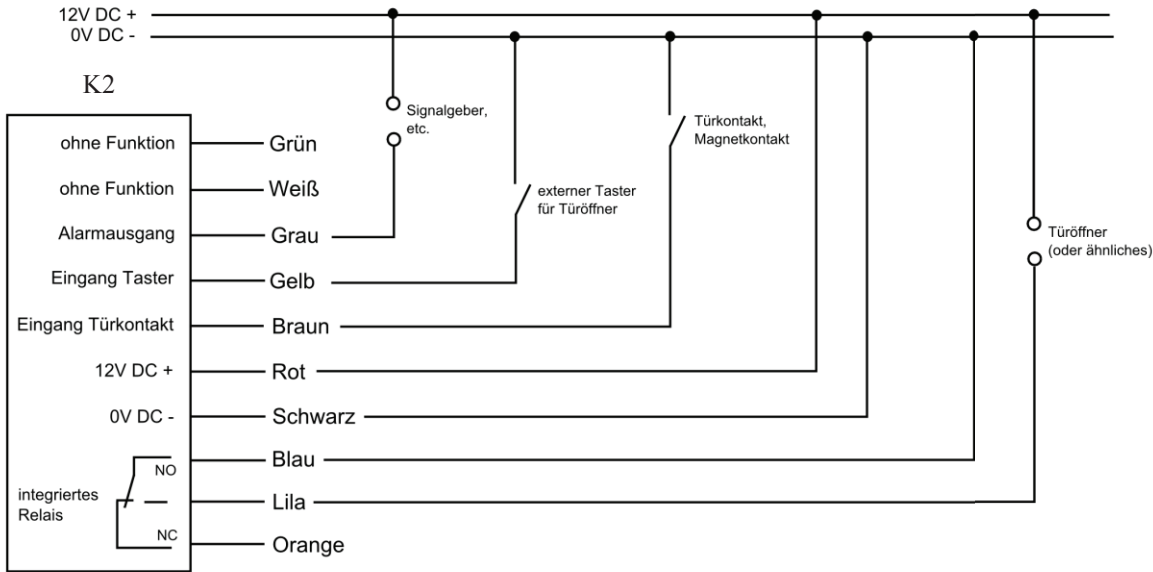 12V DC +
0V DC -
K2
ohne Funktion
Grün
ohne Funktion
Weiß
Alarmausgang
Grau
Eingang Taster
Gelb
Eingang Türkontakt
Braun
12V DC +
Rot
0V DC -
Schwarz
NO
Blau
integriertes
Relais
Lila
NC
Orange
Signalgeber,
etc.
externer Taster
für Türöffner
Türkontakt,
Magnetkontakt
Türöffner
(oder ähnliches)